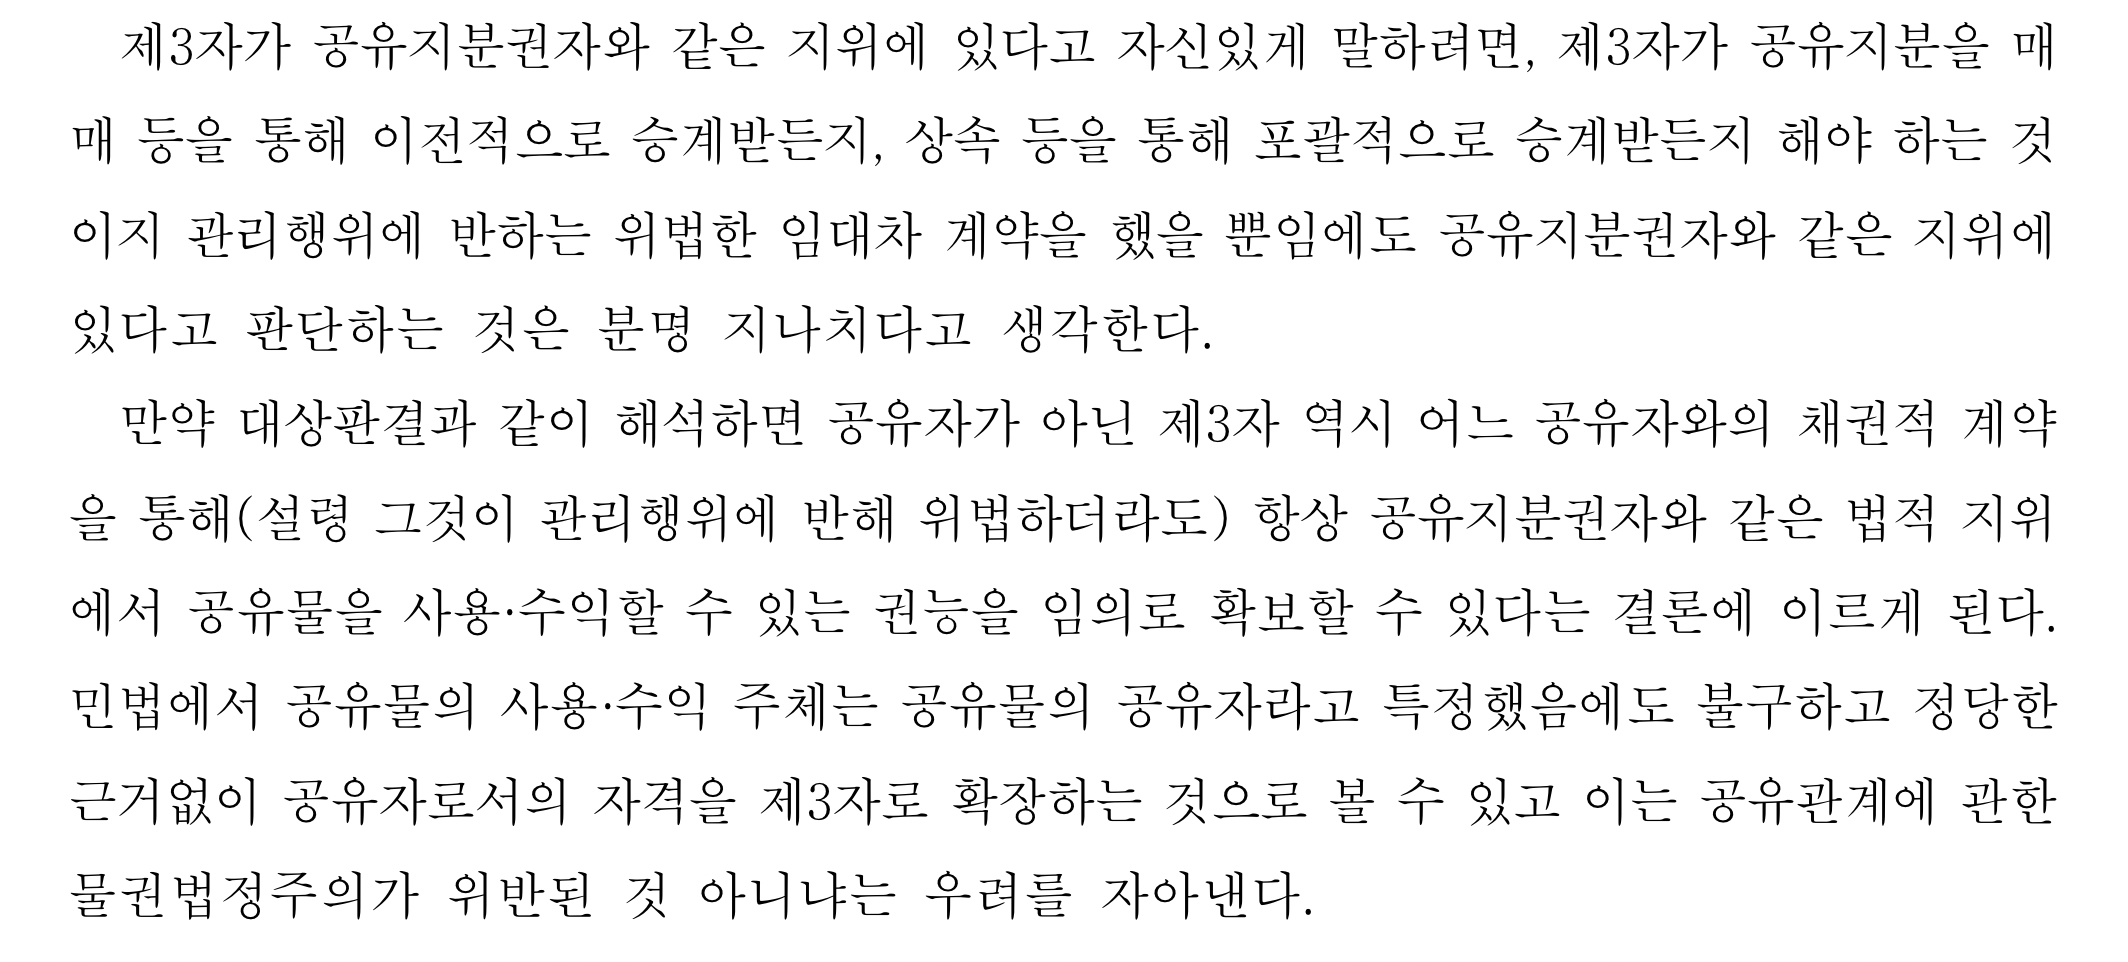 제3자가 공유지분권자와 같은 지위에 있다고 자신있게 말하려면, 제3자가 공유지분을 매
매 등을 통해 이전적으로 승계받든지, 상속 등을 통해 포괄적으로 승계받든지 해야 하는 것
이지 관리행위에 반하는 위법한 임대차 계약을 했을 뿐임에도 공유지분권자와 같은 지위에
있다고 판단하는 것은 분명 지나치다고 생각한다.
만약 대상판결과 같이 해석하면 공유자가 아닌 제3자 역시 어느 공유자와의 채권적 계약
을 통해(설령 그것이 관리행위에 반해 위법하더라도) 항상 공유지분권자와 같은 법적 지위
에서 공유물을 사용·수익할 수 있는 권능을 임의로 확보할 수 있다는 결론에 이르게 된다.
민법에서 공유물의 사용·수익 주체는 공유물의 공유자라고 특정했음에도 불구하고 정당한
근거없이 공유자로서의 자격을 제3자로 확장하는 것으로 볼 수 있고 이는 공유관계에 관한
물권법정주의가 위반된 것 아니냐는 우려를 자아낸다.